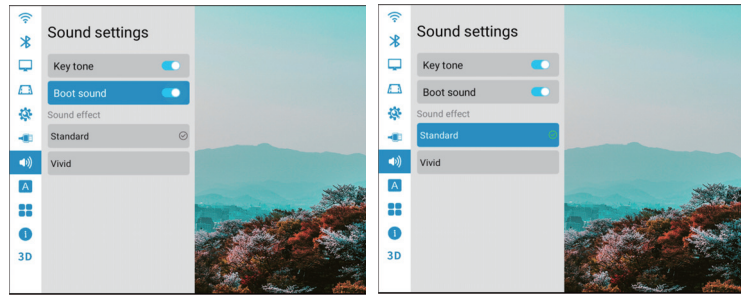 Sound settings
Key tone
Boot sound
Sound effect
Standard
Vivid
A
3D
Sound settings
Key tone
Boot sound
Sound effect
Standard
Vivid
A
3D